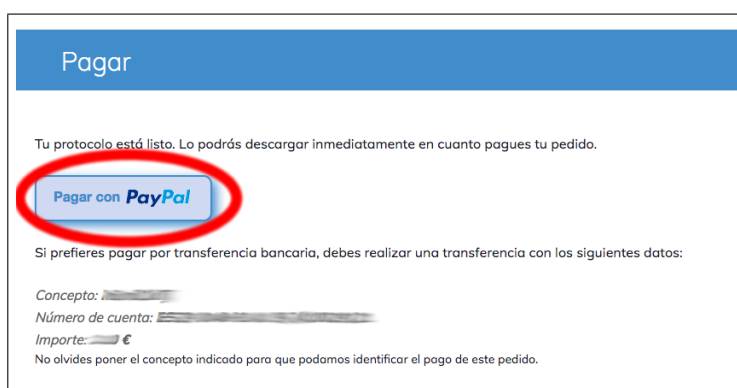 Pagar
Tu protocolo está listo. Lo podrás descargar inmediatamente en cuanto pagues tu pedido.
Pagar con PayPal
Si prefieres pagar por transferencia bancaria, debes realizar una transferencia con los siguientes datos:
Concepto:
Número de cuenta:
Importe: €
No olvides poner el concepto indicado para que podamos identificar el pago de este pedido.